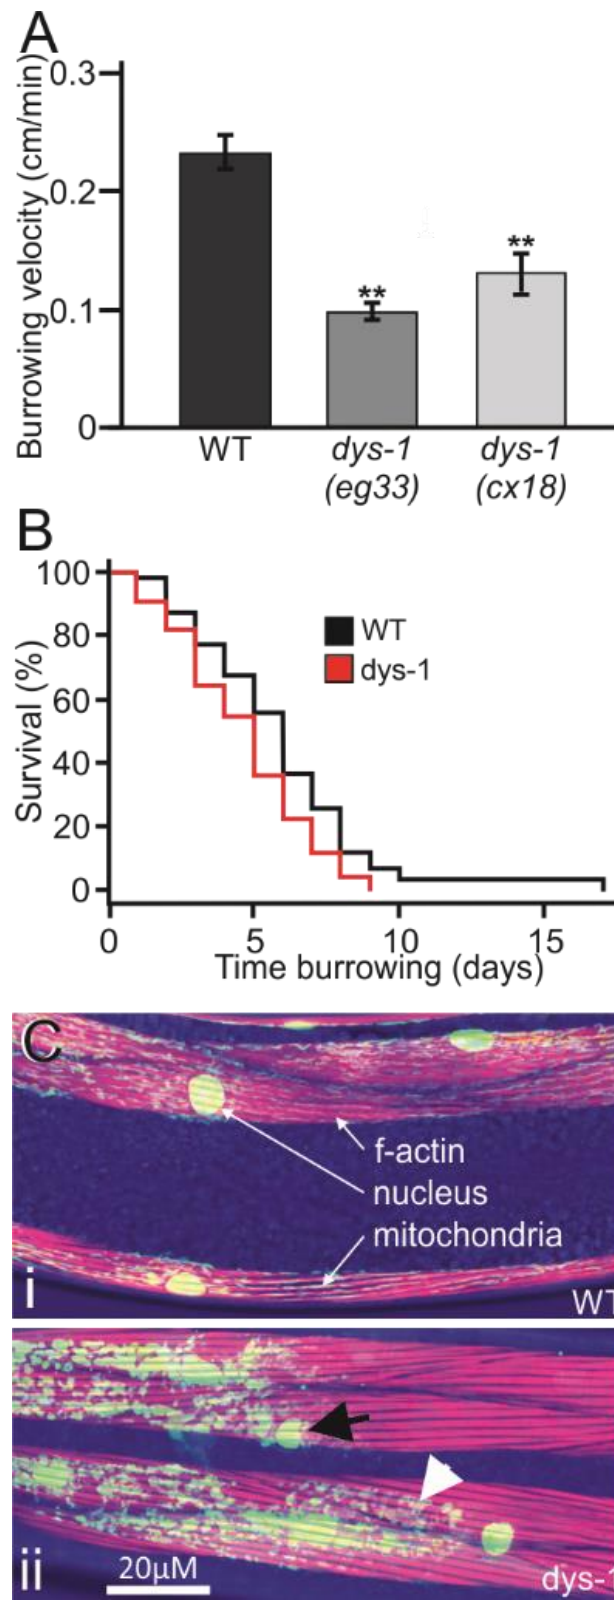 A
Burrowing velocity (cm/min)
0.3
0.2
0.1
0
**
**
WT
dys-1
(eg33)
dys-1
(cx18)
B
Survival (%)
100
80
60
40
20
0
WT
dys-1
0 5 10 15
Time burrowing (days)
C
f-actin
nucleus
mitochondria
i
WT
ii
20µM
dys-1